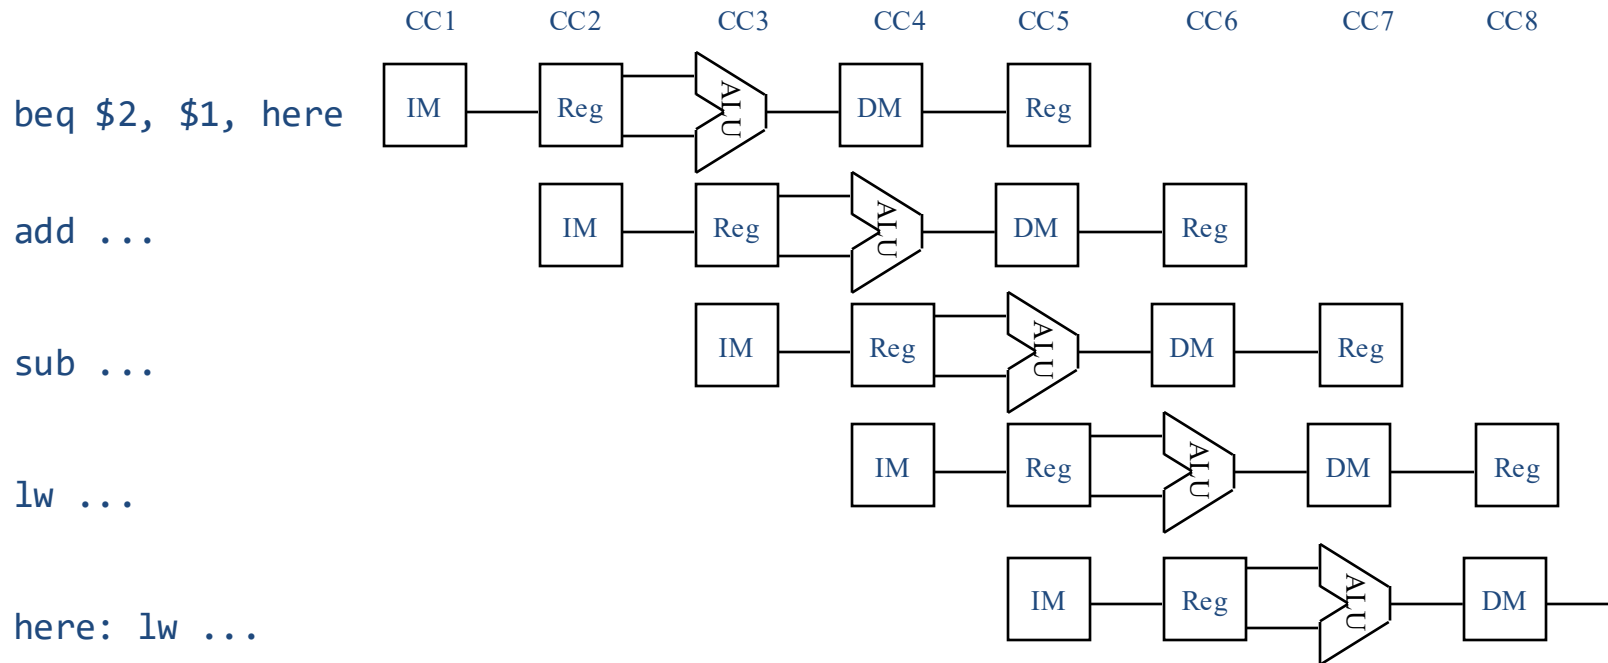 CC1 CC2 CC3 CC4 CC5 CC6 CC7 CC8
beq $2, $1, here IM Reg ALU DM Reg
add ... IM Reg ALU DM Reg
sub ... IM Reg ALU DM Reg
lw ... IM Reg ALU DM Reg
here: lw ... IM Reg ALU DM